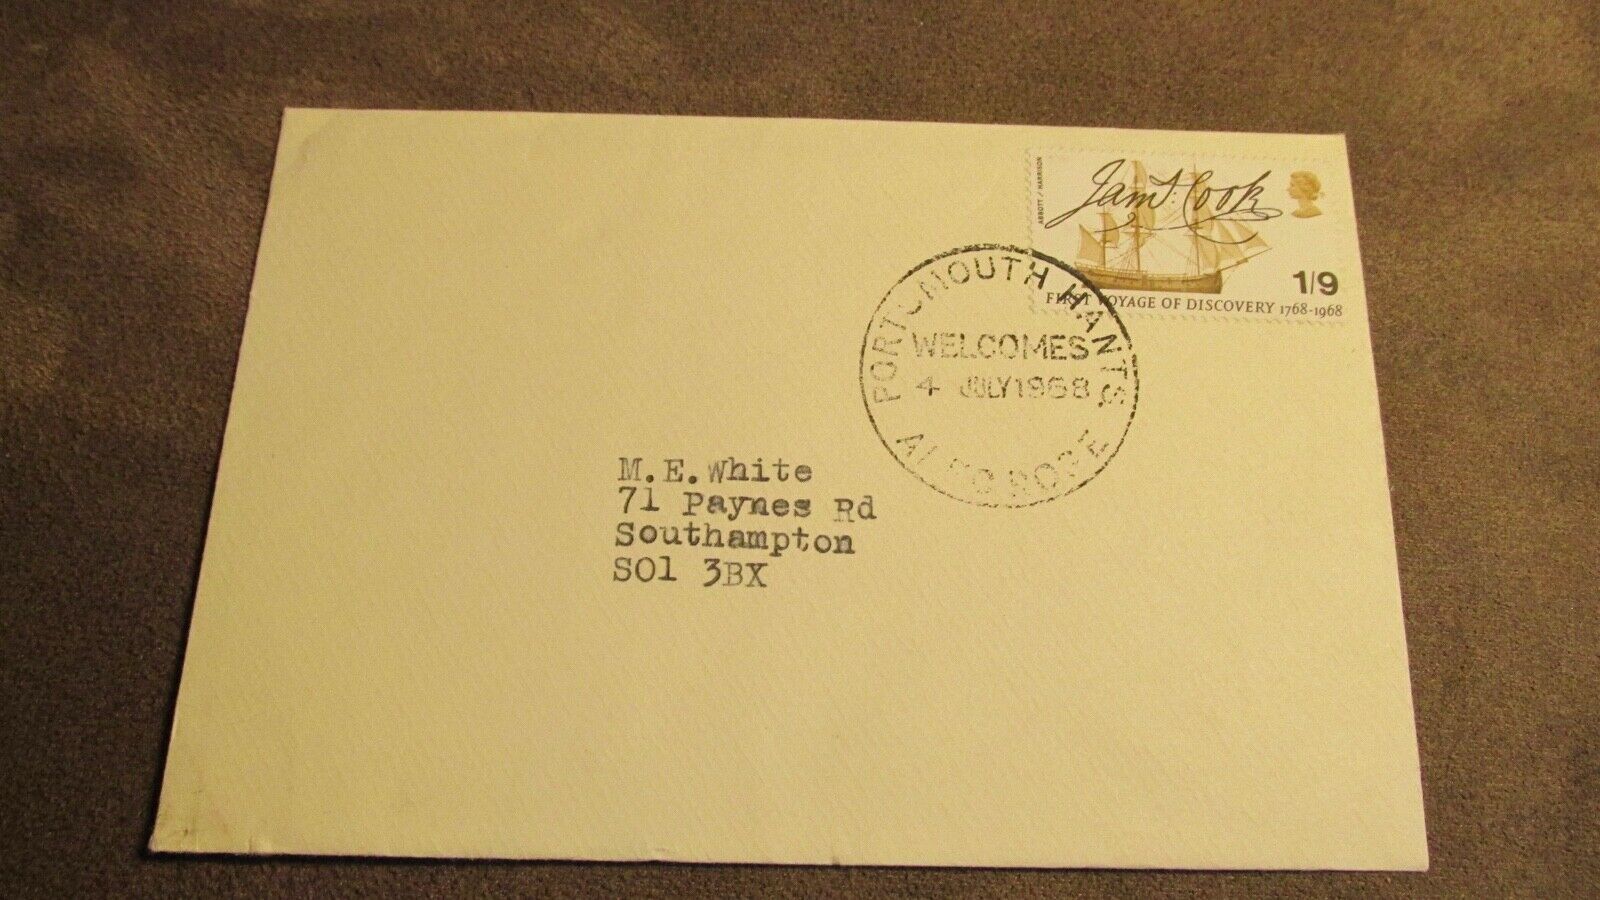 ABBOTT / HARRISON
Jam.s: Cook
1/9
FIRST VOYAGE OF DISCOVERY 1768-1968
PORTSMOUTH HANTS.
WELCOMES
4 JULY 1968
ALEC ROSE
M.E.White
71 Paynes Rd
Southampton
SO1 3BX